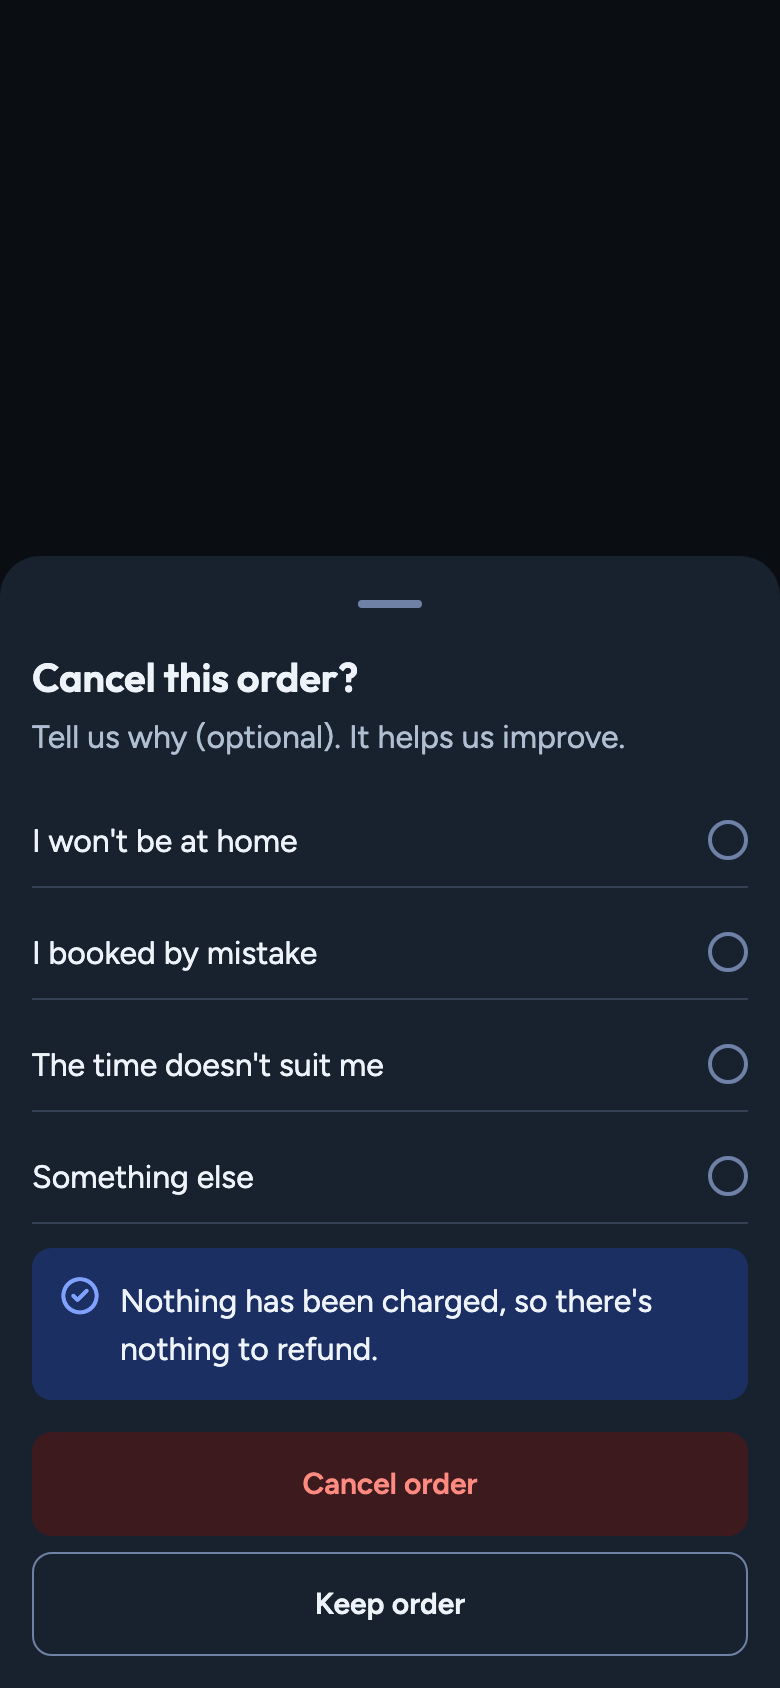 Cancel this order?
Tell us why (optional). It helps us improve.
I won't be at home
I booked by mistake
The time doesn't suit me
Something else
Nothing has been charged, so there's
nothing to refund.
Cancel order
Keep order